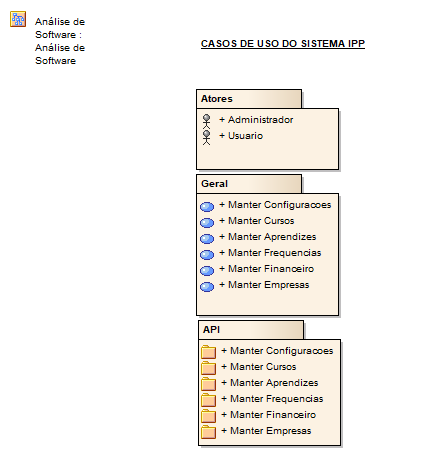 Análise de
Software :
Análise de
Software
CASOS DE USO DO SISTEMA IPP
Atores
+ Administrador
+ Usuario
Geral
+ Manter Configuracoes
+ Manter Cursos
+ Manter Aprendizes
+ Manter Frequencias
+ Manter Financeiro
+ Manter Empresas
API
+ Manter Configuracoes
+ Manter Cursos
+ Manter Aprendizes
+ Manter Frequencias
+ Manter Financeiro
+ Manter Empresas